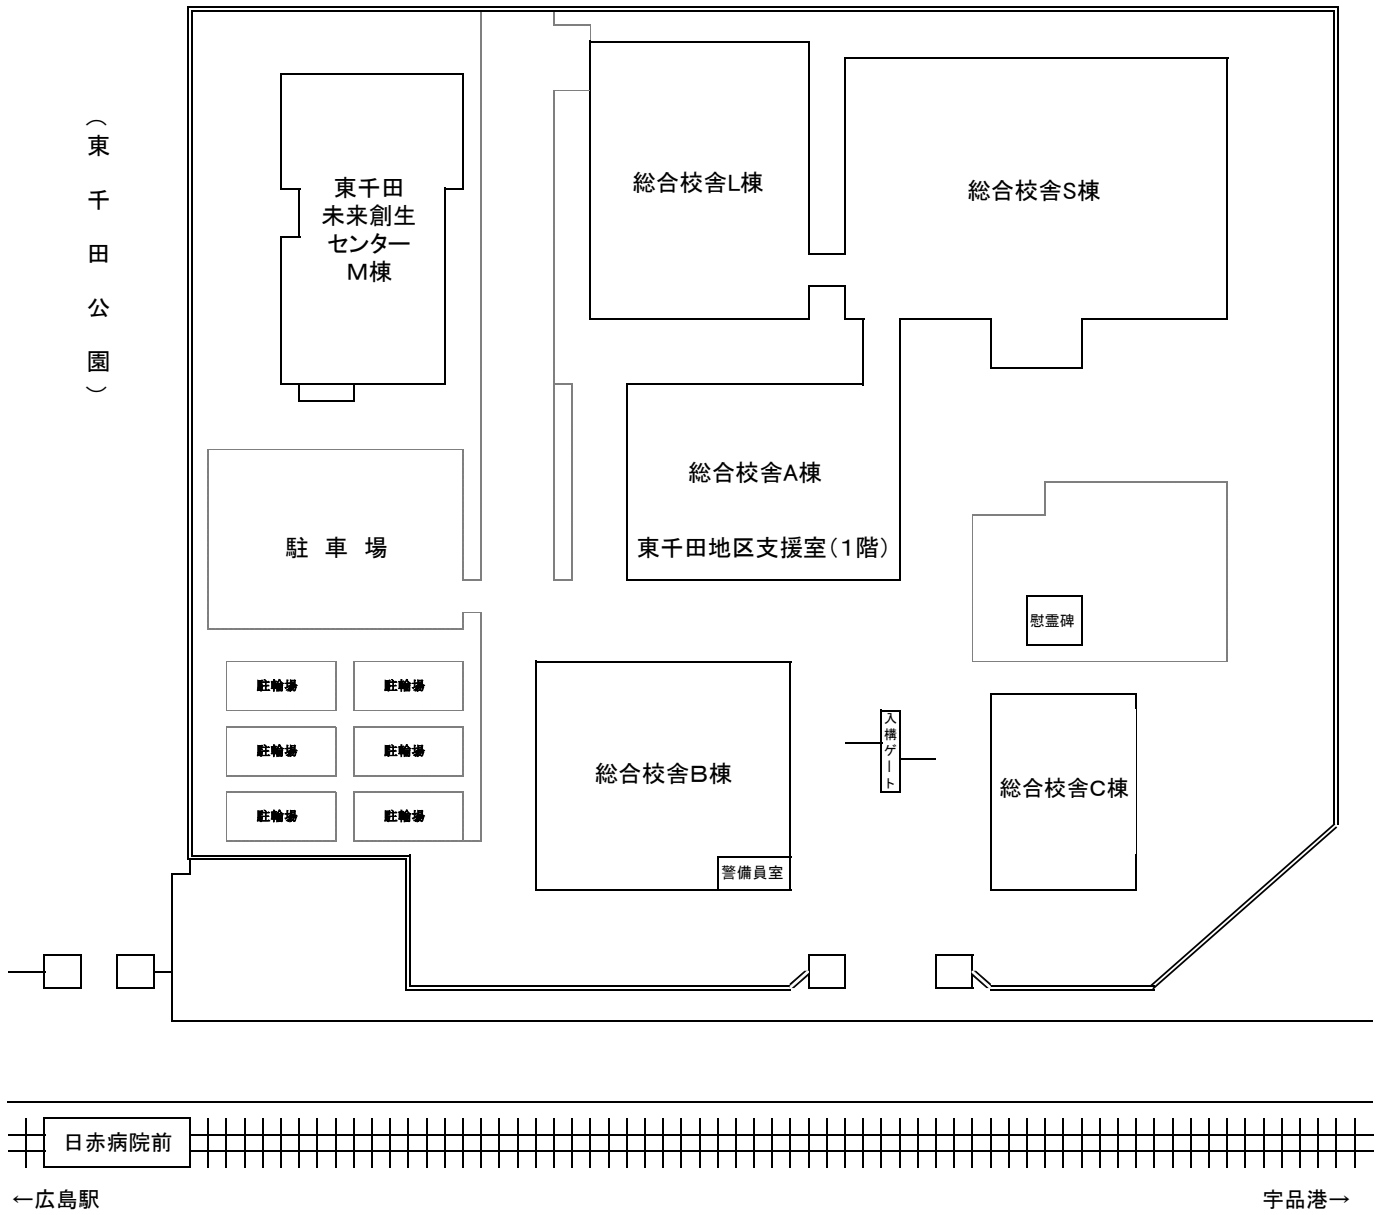 （東千田公園）
東千田
未来創生
センター
M棟
総合校舎L棟
総合校舎S棟
総合校舎A棟
東千田地区支援室（1階）
駐車場
慰霊碑
駐輪場
駐輪場
駐輪場
駐輪場
駐輪場
駐輪場
総合校舎B棟
入構ゲート
総合校舎C棟
警備員室
日赤病院前
←広島駅
宇品港→